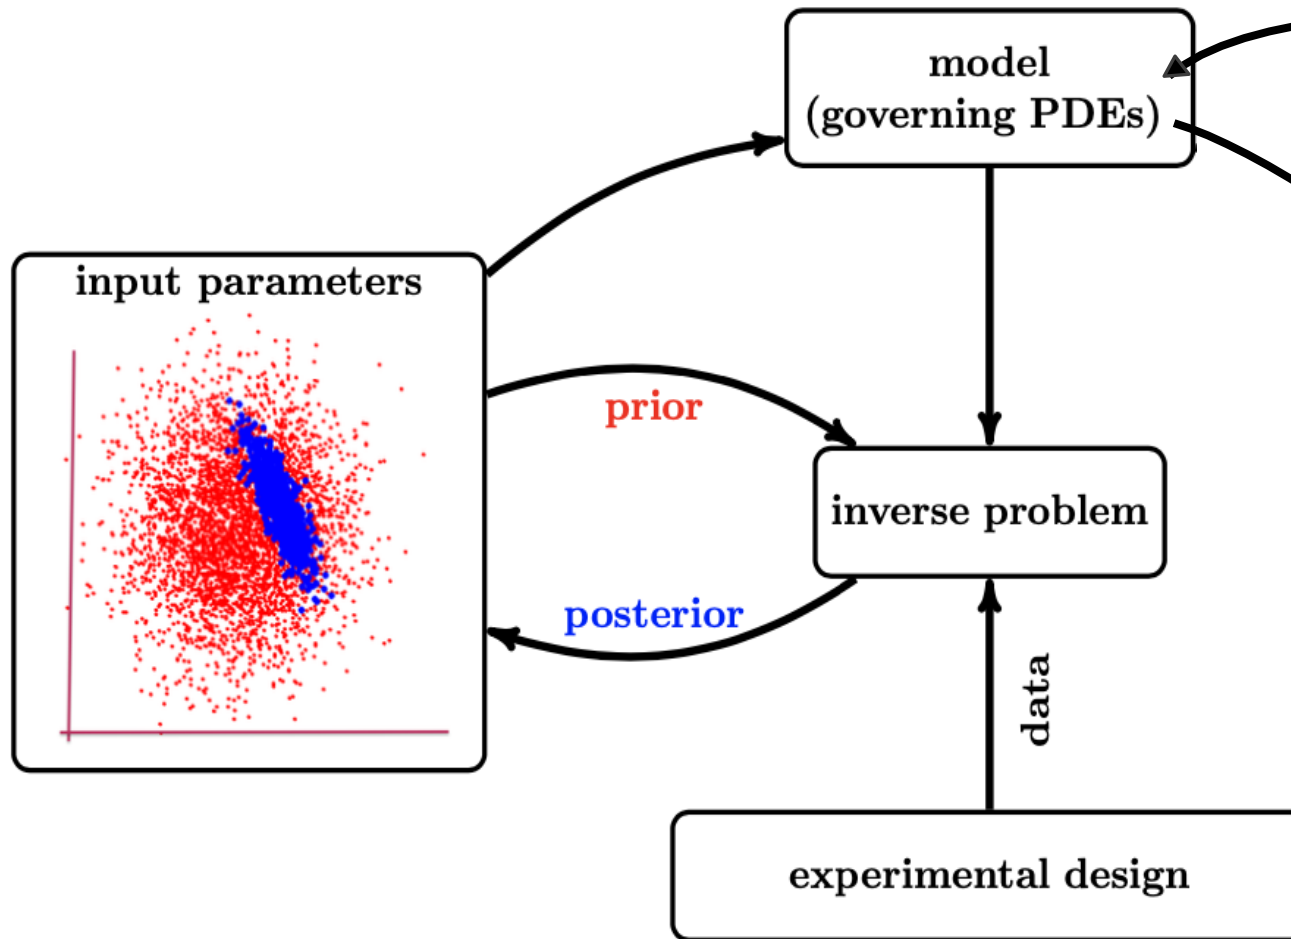 model
(governing PDEs)
input parameters
prior
inverse problem
posterior
data
experimental design